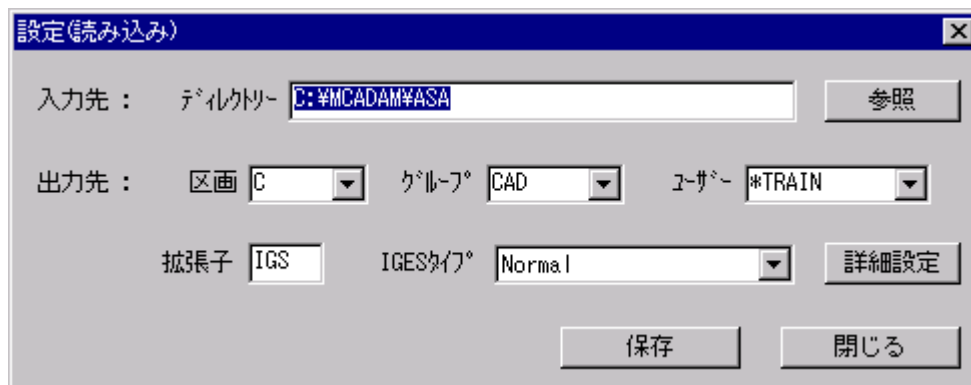 設定(読み込み)
入力先： ﾃﾞｨﾚｸﾄﾘｰ C:¥MCADAM¥ASA 参照
出力先： 区画 C ｸﾞﾙｰﾌﾟ CAD ﾕｰｻﾞｰ *TRAIN
拡張子 IGS IGESﾀｲﾌﾟ Normal 詳細設定
保存 閉じる